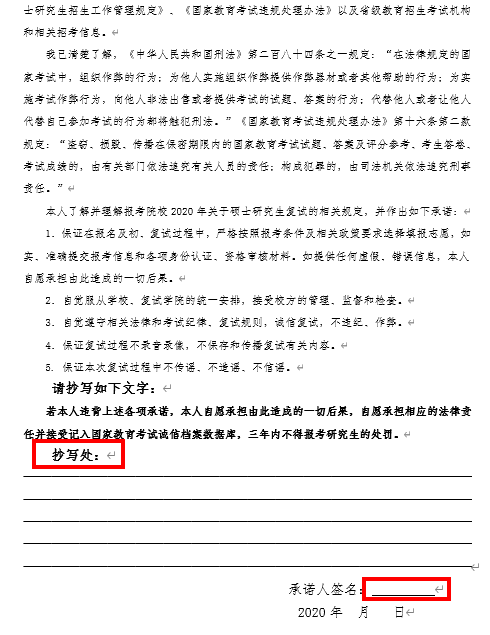 士研究生招生工作管理规定》、《国家教育考试违规处理办法》以及省级教育招生考试机构
和相关招考信息。
我已清楚了解，《中华人民共和国刑法》第二百八十四条之一规定：“在法律规定的国
家考试中，组织作弊的行为；为他人实施组织作弊提供作弊器材或者其他帮助的行为；为实
施考试作弊行为，向他人非法出售或者提供考试的试题、答案的行为；代替他人或者让他人
代替自己参加考试的行为都将触犯刑法。”《国家教育考试违规处理办法》第十六条第二款
规定：“盗窃、损毁、传播在保密期限内的国家教育考试试题、答案及评分参考、考生答卷、
考试成绩的，由有关部门依法追究有关人员的责任；构成犯罪的，由司法机关依法追究刑事
责任。”
本人了解并理解报考院校 2020 年关于硕士研究生复试的相关规定，并作出如下承诺：
1. 保证在报名及初、复试过程中，严格按照报考条件及相关政策要求选择填报志愿，如
实、准确提交报考信息和各项身份认证、资格审核材料。如提供任何虚假、错误信息，本人
自愿承担由此造成的一切后果。
2. 自觉服从学校、复试学院的统一安排，接受校方的管理、监督和检查。
3. 自觉遵守相关法律和考试纪律、复试规则，诚信复试，不违纪、作弊。
4. 保证复试过程不录音录像，不保存和传播复试有关内容。
5. 保证本次复试过程中不传谣、不造谣、不信谣。
请抄写如下文字：
若本人违背上述各项承诺，本人自愿承担由此造成的一切后果，自愿承担相应的法律责
任并接受记入国家教育考试诚信档案数据库，三年内不得报考研究生的处罚。
抄写处：
承诺人签名：
2020 年 月 日